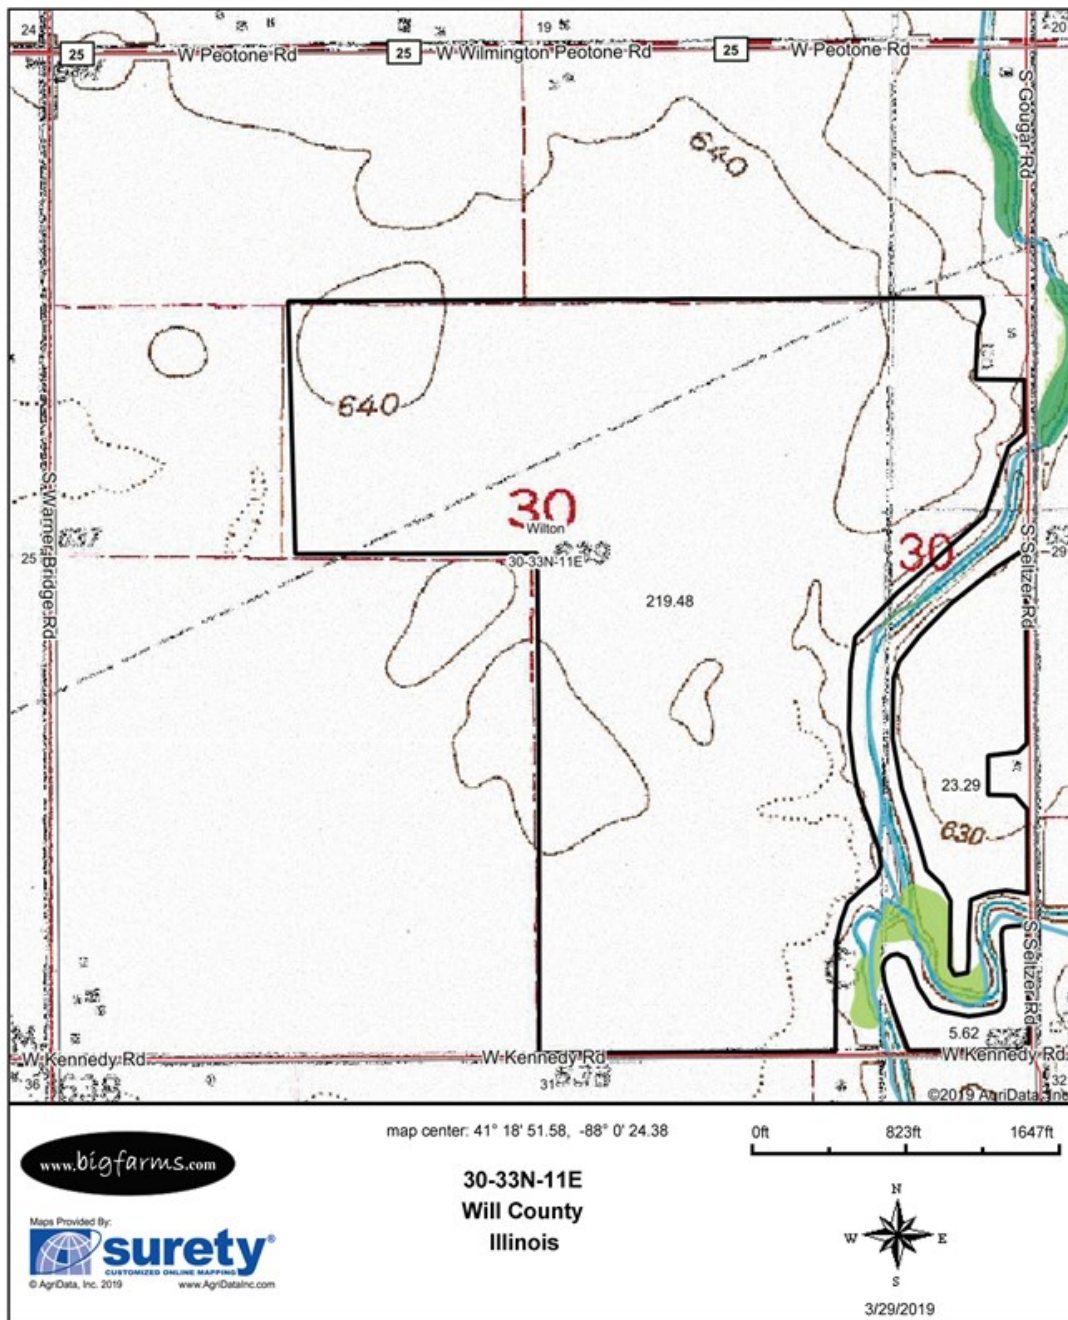 24
19
20
25
W Peotone Rd
25
W Wilmington Peotone Rd
25
W Peotone Rd
S Gougar Rd
640
640
S Warner Bridge Rd
30
Wilton
30-33N-11E
30
25
29
S Seltzer Rd
219.48
23.29
630
S Seltzer Rd
5.62
W Kennedy Rd
W Kennedy Rd
W Kennedy Rd
36
31
32
©2019 AgriData, Inc
map center: 41° 18' 51.58, -88° 0' 24.38
0ft 823ft 1647ft
www.bigfarms.com
30-33N-11E
Will County
Illinois
Maps Provided By:
surety®
CUSTOMIZED ONLINE MAPPING
© AgriData, Inc. 2019 www.AgriDataInc.com
N
W E
S
3/29/2019